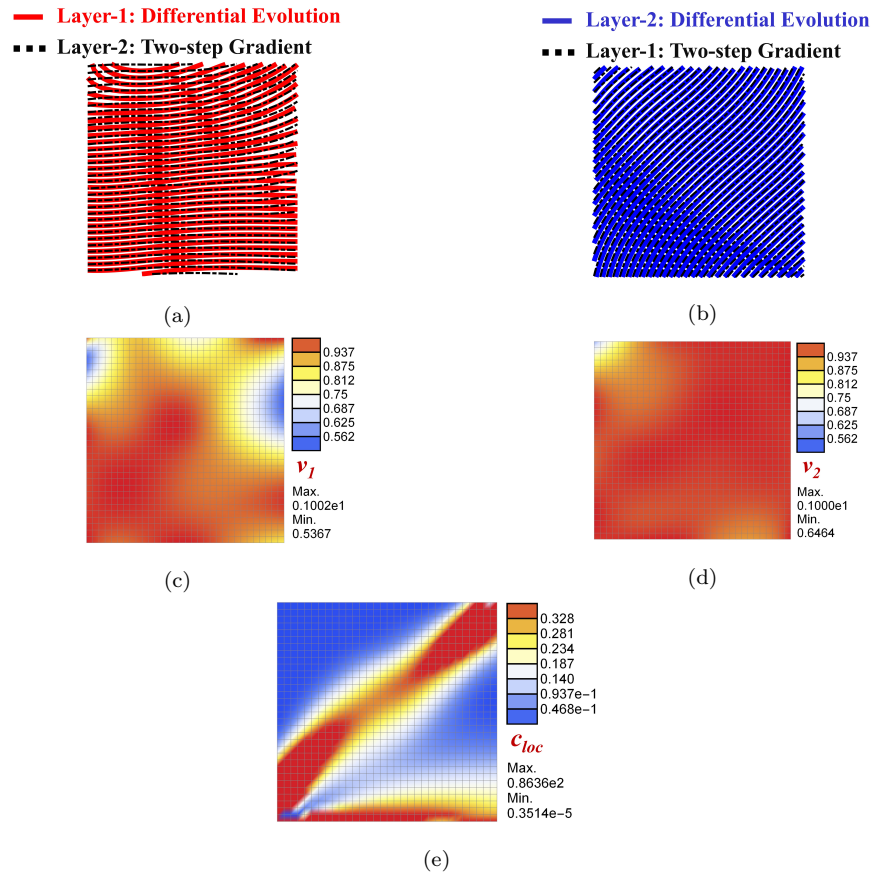 Layer-1: Differential Evolution
Layer-2: Two-step Gradient
Layer-2: Differential Evolution
Layer-1: Two-step Gradient
(a)
(b)
0.937
0.875
0.812
0.75
0.687
0.625
0.562
v1
Max.
0.1002e1
Min.
0.5367
0.937
0.875
0.812
0.75
0.687
0.625
0.562
v2
Max.
0.1000e1
Min.
0.6464
(c)
(d)
0.328
0.281
0.234
0.187
0.140
0.937e-1
0.468e-1
cloc
Max.
0.8636e2
Min.
0.3514e-5
(e)